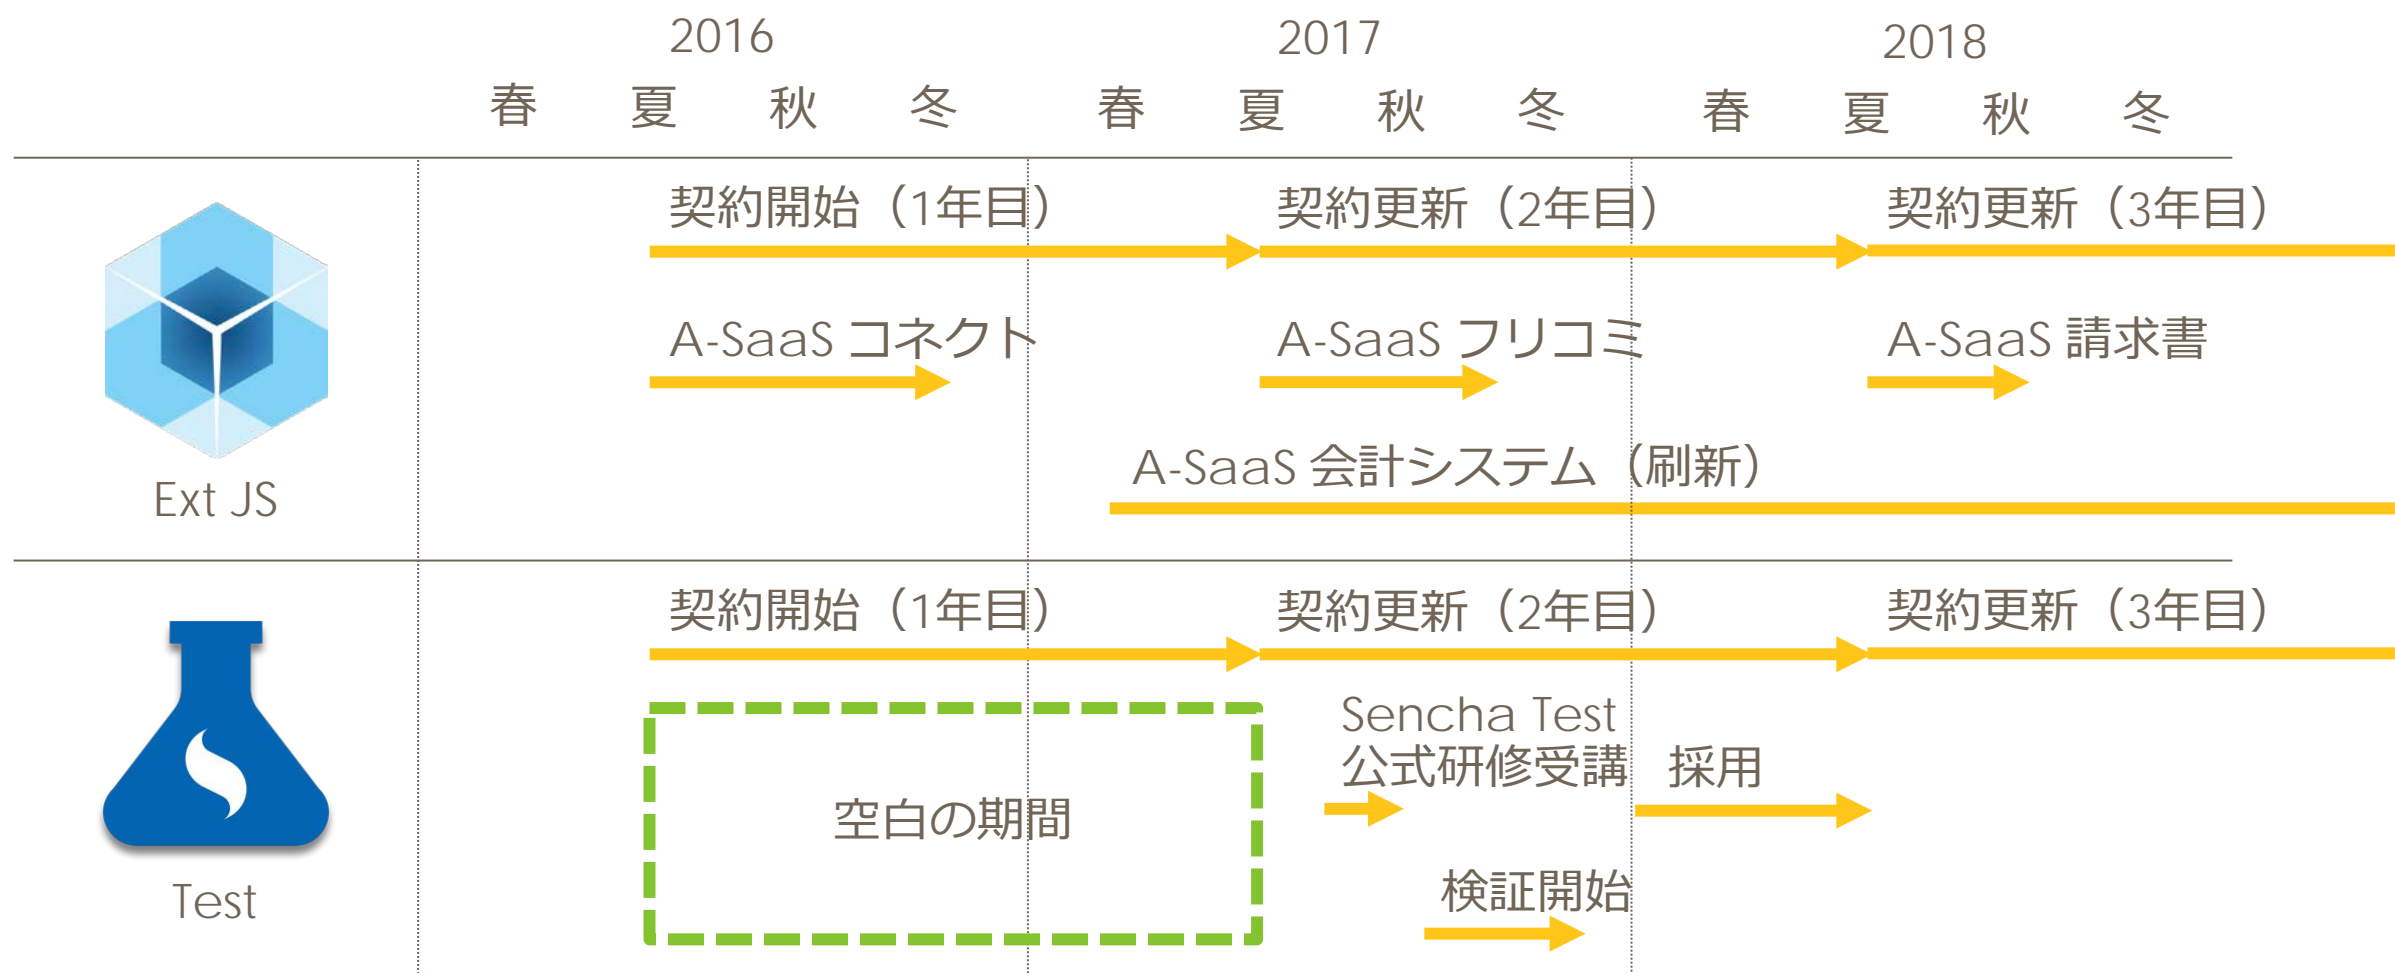 2016 2017 2018
春 夏 秋 冬 春 夏 秋 冬 春 夏 秋 冬
契約開始（1年目） 契約更新（2年目） 契約更新（3年目）
A-SaaS コネクト A-SaaS フリコミ A-SaaS 請求書
A-SaaS 会計システム（刷新）
Ext JS
契約開始（1年目） 契約更新（2年目） 契約更新（3年目）
Sencha Test
公式研修受講 採用
空白の期間
検証開始
Test